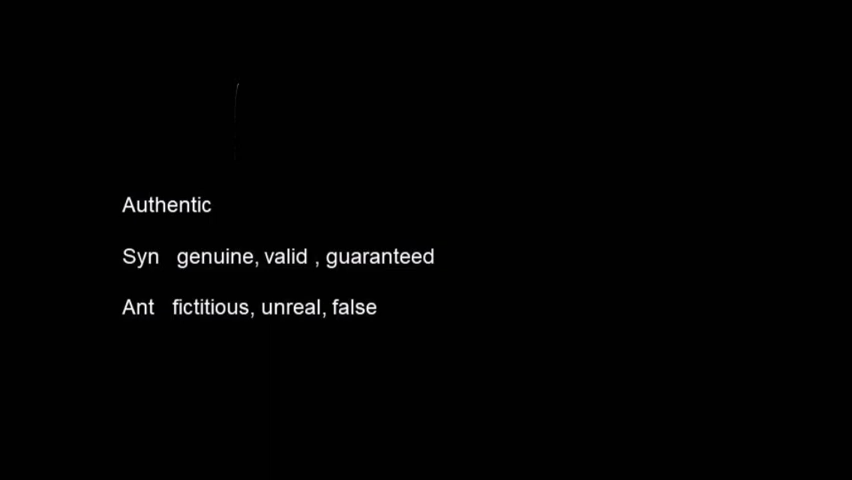 Authentic
Syn genuine, valid , guaranteed
Ant fictitious, unreal, false